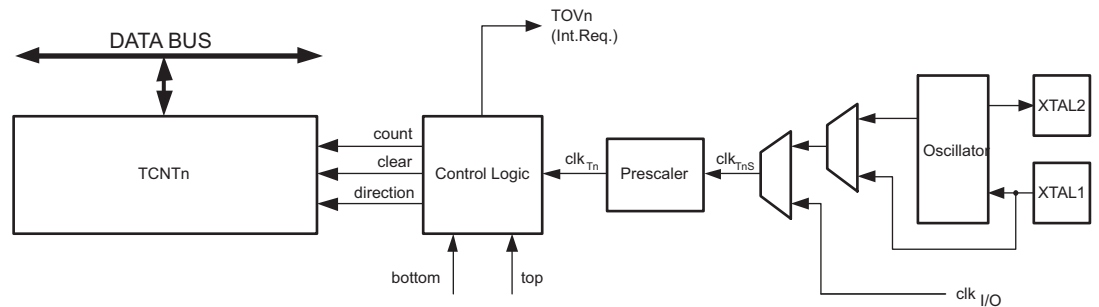 TOVn
(Int.Req.)
DATA BUS
TCNTn
count
clear
direction
Control Logic
clkTn
Prescaler
clkTnS
Oscillator
XTAL2
XTAL1
bottom
top
clkI/O